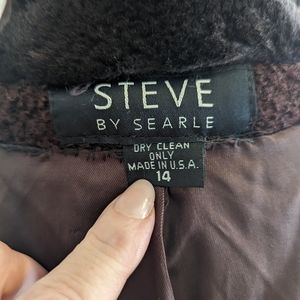 STEVE
BY SEARLE
DRY CLEAN
ONLY
MADE IN U.S.A.
14